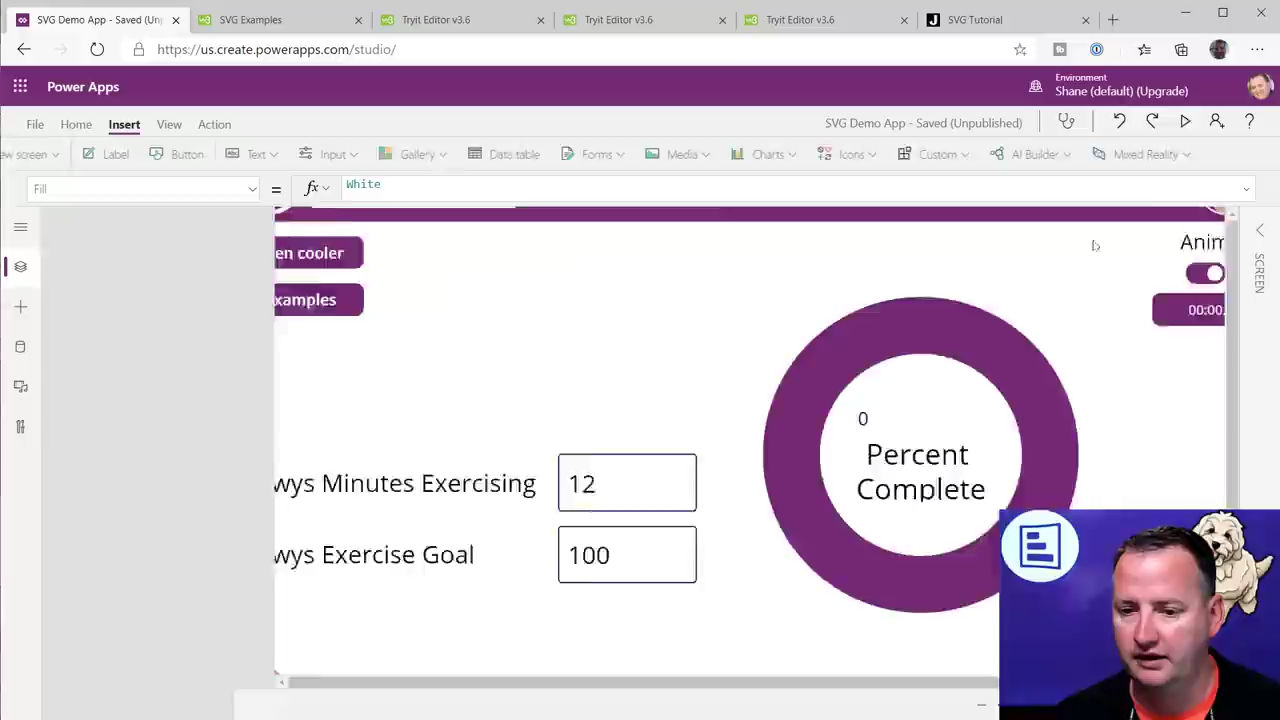 SVG Demo App - Saved (Unpu
SVG Examples
Tryit Editor v3.6
Tryit Editor v3.6
Tryit Editor v3.6
SVG Tutorial
https://us.create.powerapps.com/studio/
Power Apps
Environment
Shane (default) (Upgrade)
File
Home
Insert
View
Action
SVG Demo App - Saved (Unpublished)
ew screen
Label
Button
Text
Input
Gallery
Data table
Forms
Media
Charts
Icons
Custom
AI Builder
Mixed Reality
Fill
=
fx
White
en cooler
Anim
xamples
00:00.
SCREEN
0
Percent
Complete
wys Minutes Exercising
12
wys Exercise Goal
100